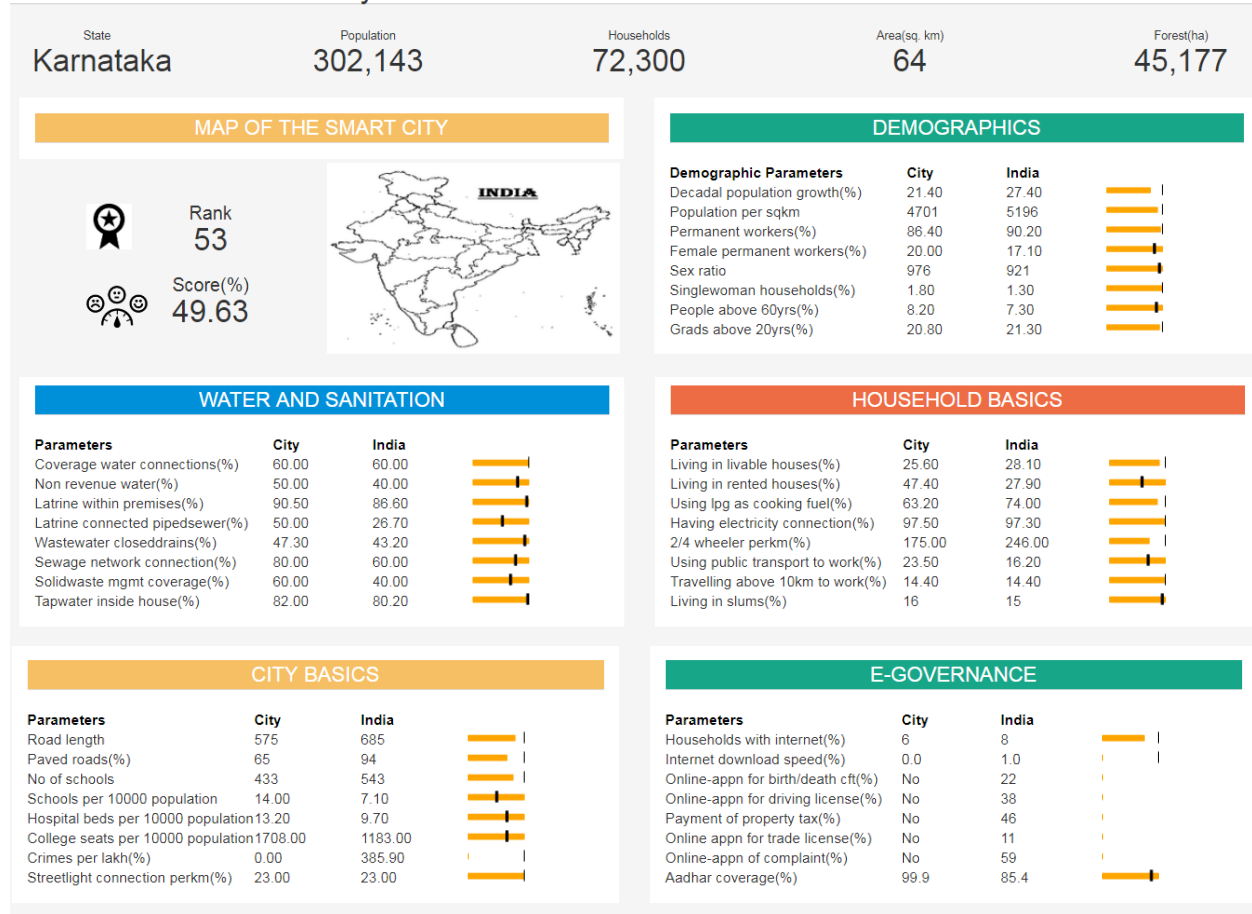 State Population Households Area(sq. km) Forest(ha)
Karnataka 302,143 72,300 64 45,177
MAP OF THE SMART CITY
INDIA
Rank
53
Score(%)
49.63
DEMOGRAPHICS
Demographic Parameters City India
Decadal population growth(%) 21.40 27.40
Population per sqkm 4701 5196
Permanent workers(%) 86.40 90.20
Female permanent workers(%) 20.00 17.10
Sex ratio 976 921
Singlewoman households(%) 1.80 1.30
People above 60yrs(%) 8.20 7.30
Grads above 20yrs(%) 20.80 21.30
WATER AND SANITATION
Parameters City India
Coverage water connections(%) 60.00 60.00
Non revenue water(%) 50.00 40.00
Latrine within premises(%) 90.50 86.60
Latrine connected pipedsewer(%) 50.00 26.70
Wastewater closeddrains(%) 47.30 43.20
Sewage network connection(%) 80.00 60.00
Solidwaste mgmt coverage(%) 60.00 40.00
Tapwater inside house(%) 82.00 80.20
HOUSEHOLD BASICS
Parameters City India
Living in livable houses(%) 25.60 28.10
Living in rented houses(%) 47.40 27.90
Using lpg as cooking fuel(%) 63.20 74.00
Having electricity connection(%) 97.50 97.30
2/4 wheeler perkm(%) 175.00 246.00
Using public transport to work(%) 23.50 16.20
Travelling above 10km to work(%) 14.40 14.40
Living in slums(%) 16 15
CITY BASICS
Parameters City India
Road length 575 685
Paved roads(%) 65 94
No of schools 433 543
Schools per 10000 population 14.00 7.10
Hospital beds per 10000 population 13.20 9.70
College seats per 10000 population 1708.00 1183.00
Crimes per lakh(%) 0.00 385.90
Streetlight connection perkm(%) 23.00 23.00
E-GOVERNANCE
Parameters City India
Households with internet(%) 6 8
Internet download speed(%) 0.0 1.0
Online-appn for birth/death cft(%) No 22
Online-appn for driving license(%) No 38
Payment of property tax(%) No 46
Online appn for trade license(%) No 11
Online-appn of complaint(%) No 59
Aadhar coverage(%) 99.9 85.4